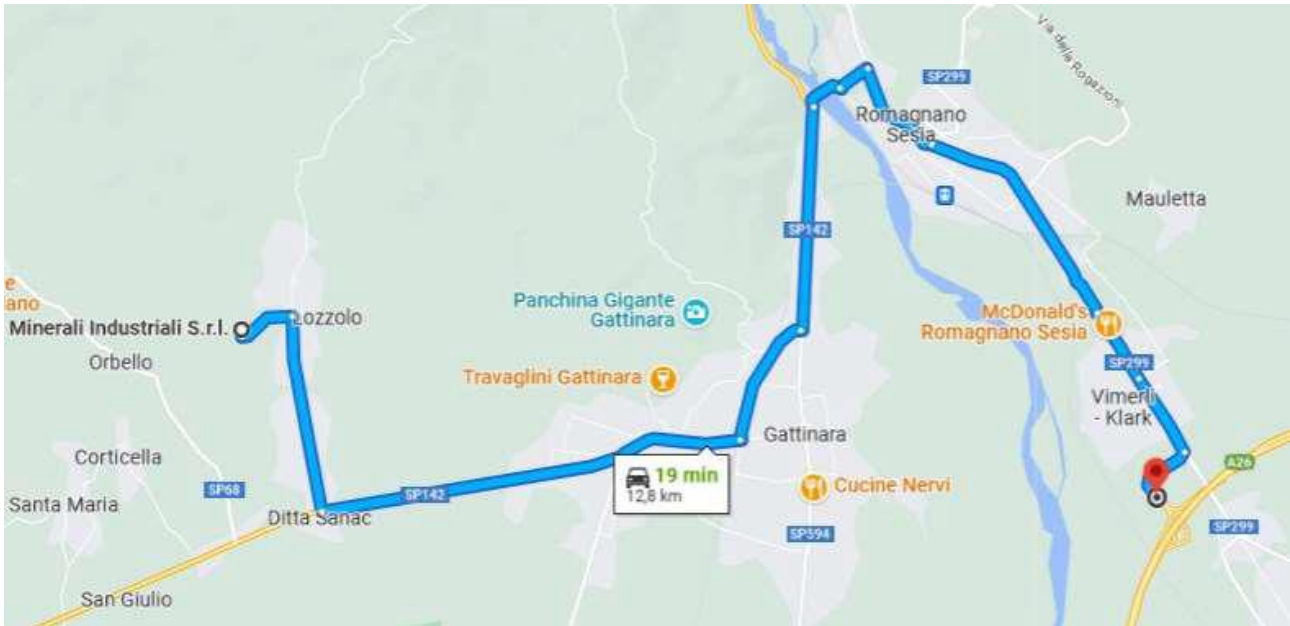 Via delle Rogazioni
SP299
Romagnano
Sesia
Mauletta
SP142
e
ano
Minerali Industriali S.r.l.
Lozzolo
Panchina Gigante
Gattinara
McDonald's
Romagnano Sesia
Orbello
Travaglini Gattinara
SP299
Vimerli
- Klark
Corticella
Gattinara
A26
19 min
12,8 km
SP68
SP142
Cucine Nervi
Santa Maria
Ditta Sanac
SP594
SP299
San Giulio